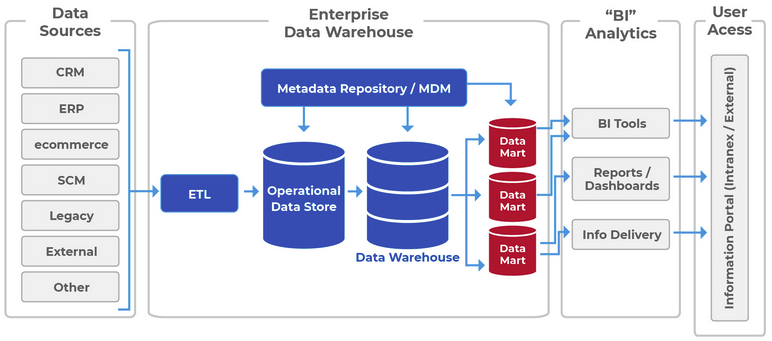 Data
Sources
CRM
ERP
ecommerce
SCM
Legacy
External
Other
Enterprise
Data Warehouse
Metadata Repository / MDM
ETL
Operational
Data Store
Data Warehouse
Data
Mart
Data
Mart
Data
Mart
“BI”
Analytics
BI Tools
Reports /
Dashboards
Info Delivery
User
Acess
Information Portal (Intranex / External)